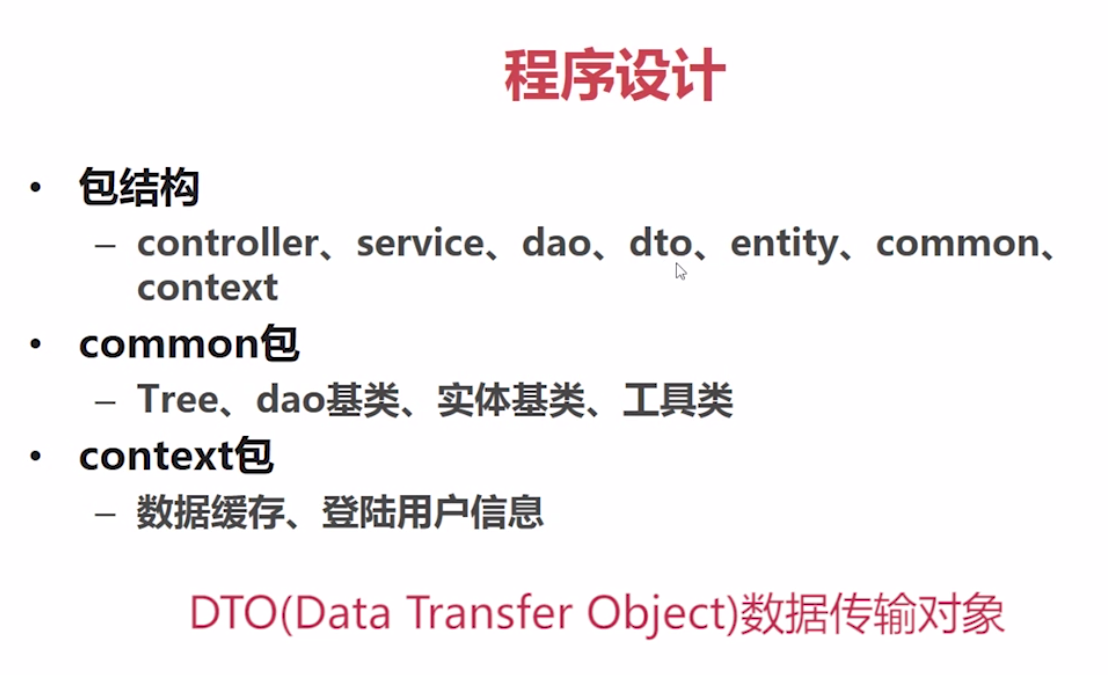 程序设计
• 包结构
– controller、service、dao、dto、entity、common、
context
• common包
– Tree、dao基类、实体基类、工具类
• context包
– 数据缓存、登陆用户信息
DTO(Data Transfer Object)数据传输对象